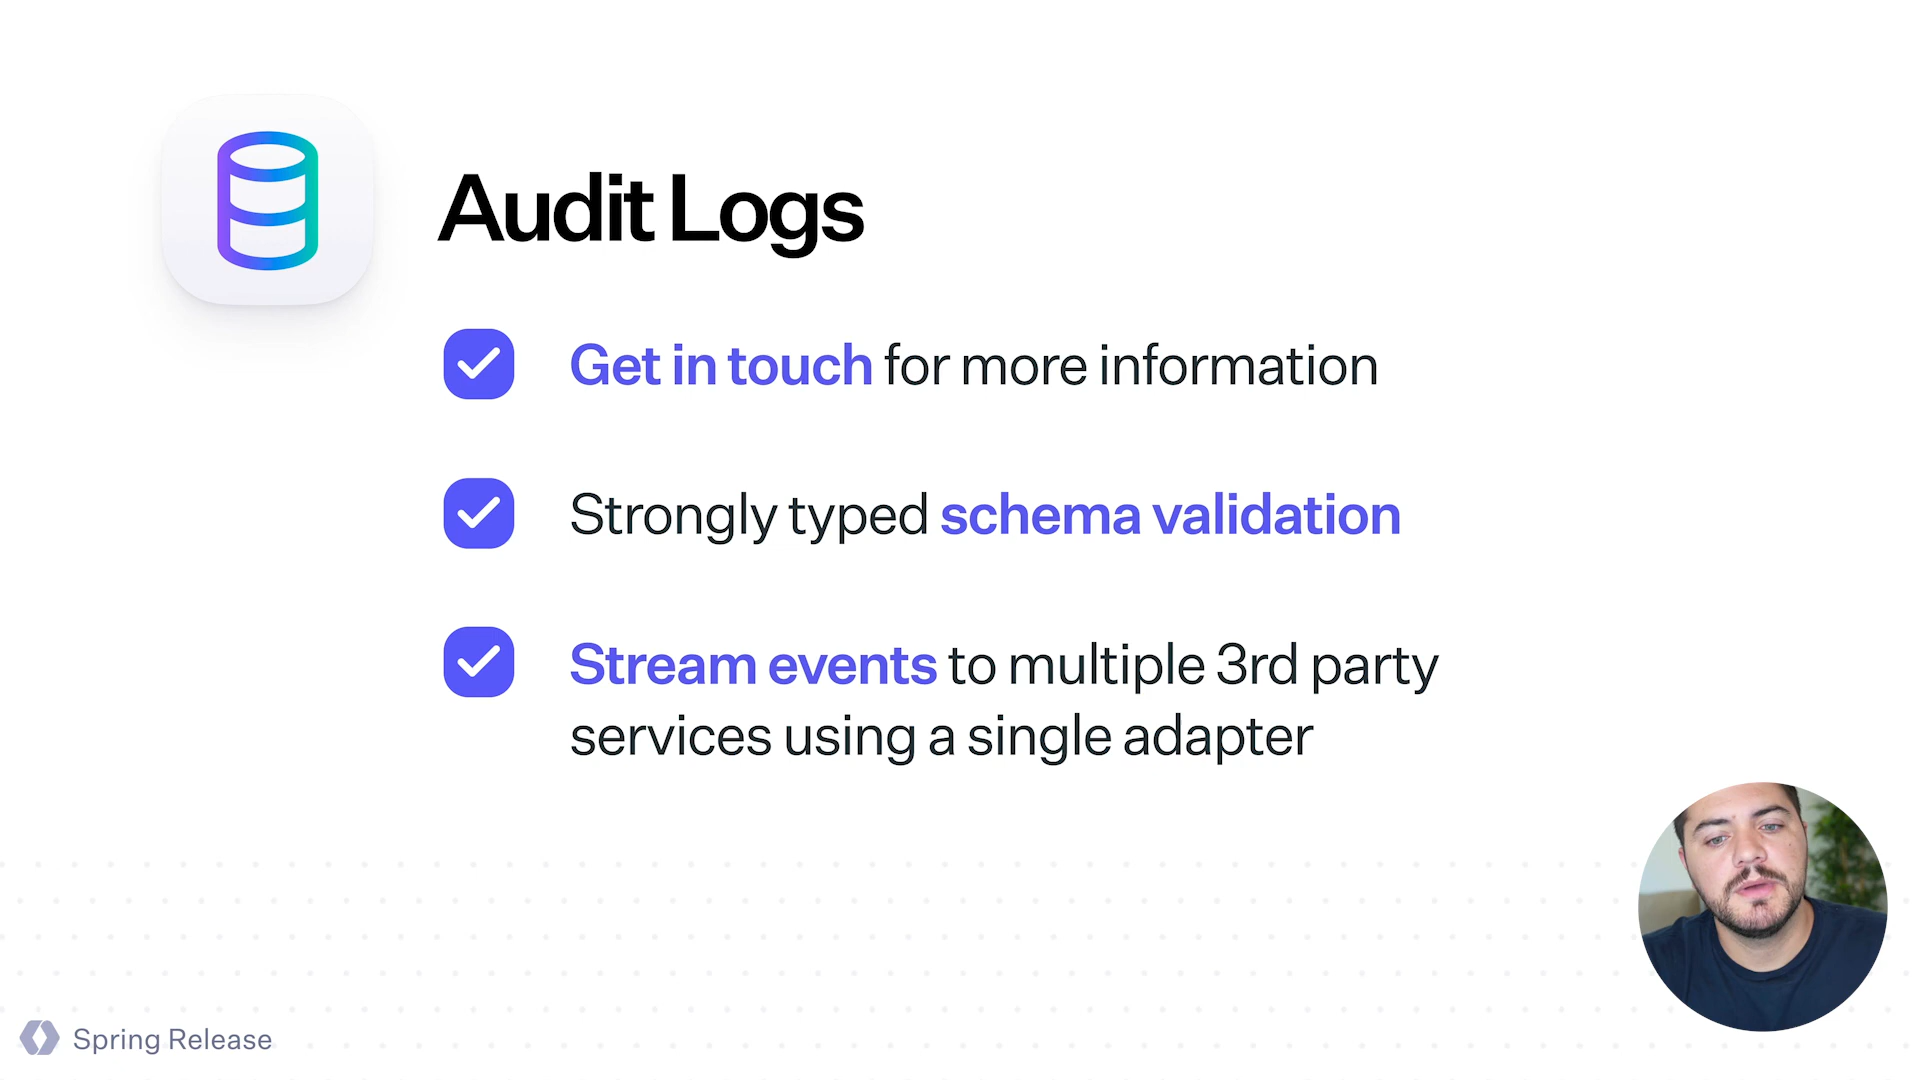 Audit Logs
Get in touch for more information
Strongly typed schema validation
Stream events to multiple 3rd party
services using a single adapter
Spring Release